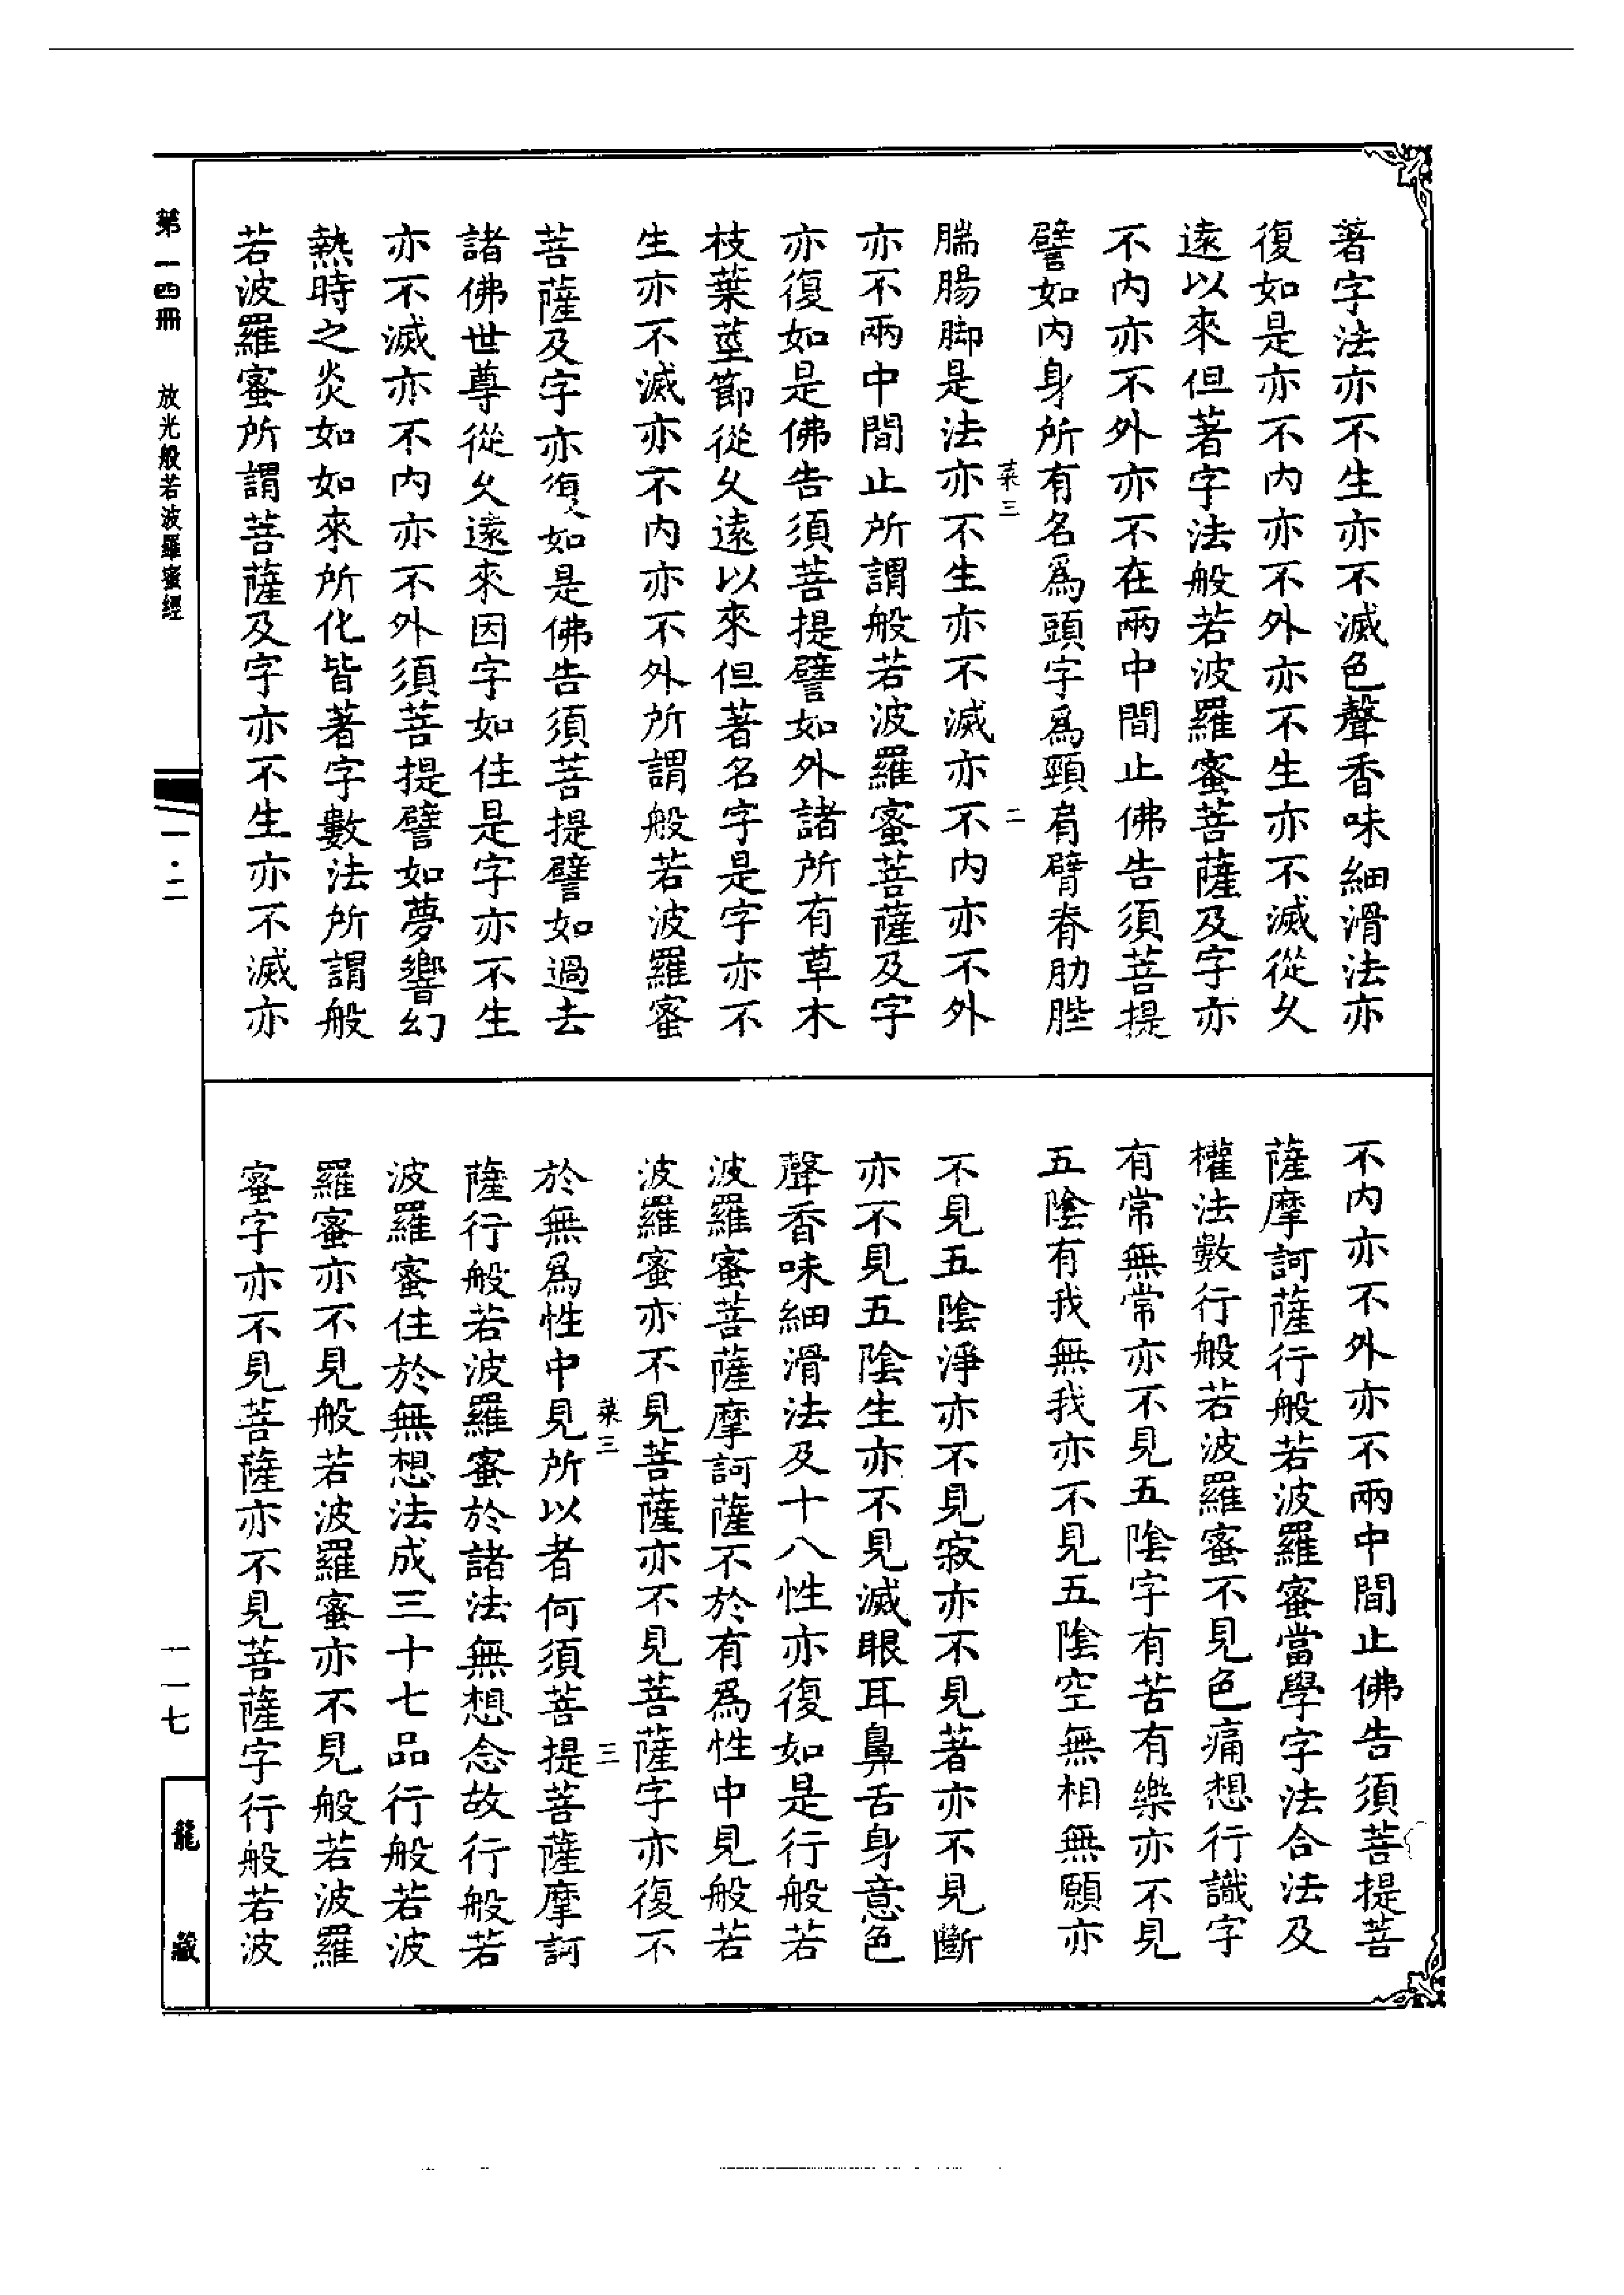 著字法亦不生亦不滅色聲香味細滑法亦
復如是亦不內亦不外亦不生亦不滅從久
遠以來但著字法般若波羅蜜菩薩及字亦
不內亦不外亦不在兩中間止佛告須菩提
譬如內身所有名為頭字為頸肩臂脊肋䏶
腨腸脚是法亦不生亦不滅亦不內亦不外
菜三
二
亦不兩中間止所謂般若波羅蜜菩薩及字
亦復如是佛告須菩提譬如外諸所有草木
枝葉莖節從久遠以來但著名字是字亦不
生亦不滅亦不內亦不外所謂般若波羅蜜
菩薩及字亦復如是佛告須菩提譬如過去
諸佛世尊從久遠來因字如住是字亦不生
亦不滅亦不內亦不外須菩提譬如夢響幻
熱時之炎如如來所化皆著字數法所謂般
若波羅蜜所謂菩薩及字亦不生亦不滅亦
不內亦不外亦不兩中間止佛告須菩提菩
薩摩訶薩行般若波羅蜜當學字法合法及
權法數行般若波羅蜜不見色痛想行識字
有常無常亦不見五陰字有苦有樂亦不見
五陰有我無我亦不見五陰空無相無願亦
不見五陰淨亦不見寂亦不見著亦不見斷
亦不見五陰生亦不見滅眼耳鼻舌身意色
聲香味細滑法及十八性亦復如是行般若
波羅蜜菩薩摩訶薩不於有為性中見般若
波羅蜜亦不見菩薩亦不見菩薩字亦復不
菜三
三
於無為性中見所以者何須菩提菩薩摩訶
薩行般若波羅蜜於諸法無想念故行般若
波羅蜜住於無想法成三十七品行般若波
羅蜜亦不見般若波羅蜜亦不見般若波羅
蜜字亦不見菩薩亦不見菩薩字行般若波
第一四冊 放光般若波羅蜜經
一·二
一一七
龍藏